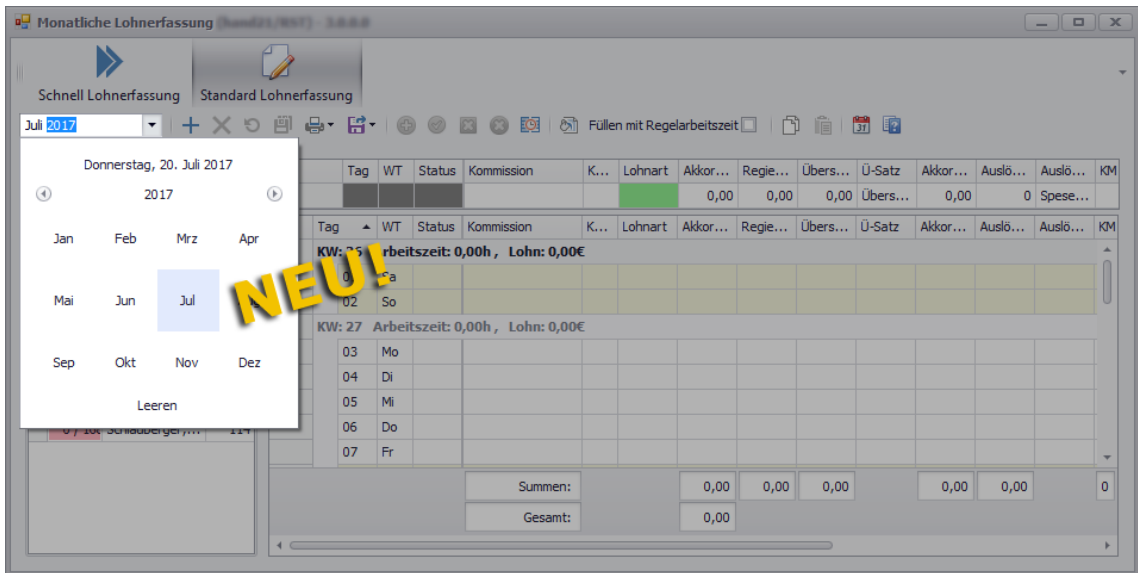 Monatliche Lohnerfassung
Schnell Lohnerfassung Standard Lohnerfassung
Juli 2017 Füllen mit Regelarbeitszeit 31
Donnerstag, 20. Juli 2017
2017
Jan Feb Mrz Apr
Mai Jun Jul
Sep Okt Nov Dez
Leeren
NEU!
Tag WT Status Kommission K... Lohnart Akkor... Regie... Übers... Ü-Satz Akkor... Auslö... Auslö... KM
0,00 0,00 0,00 Übers... 0,00 0 Spese...
Tag WT Status Kommission K... Lohnart Akkor... Regie... Übers... Ü-Satz Akkor... Auslö... Auslö... KM
KW: 26 Arbeitszeit: 0,00h , Lohn: 0,00€
Sa
02 So
KW: 27 Arbeitszeit: 0,00h , Lohn: 0,00€
03 Mo
04 Di
05 Mi
06 Do
07 Fr
Summen: 0,00 0,00 0,00 0,00 0,00 0
Gesamt: 0,00